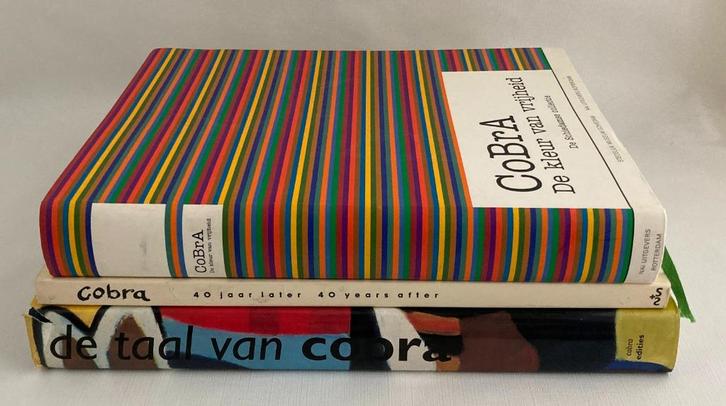 CoBrA
De kleur van vrijheid
De Schiedamse collectie
NAi UITGEVERS
ROTTERDAM
CoBrA
De kleur van vrijheid
cobra
40 jaar later 40 years after
de taal van cobra
cobra
edities